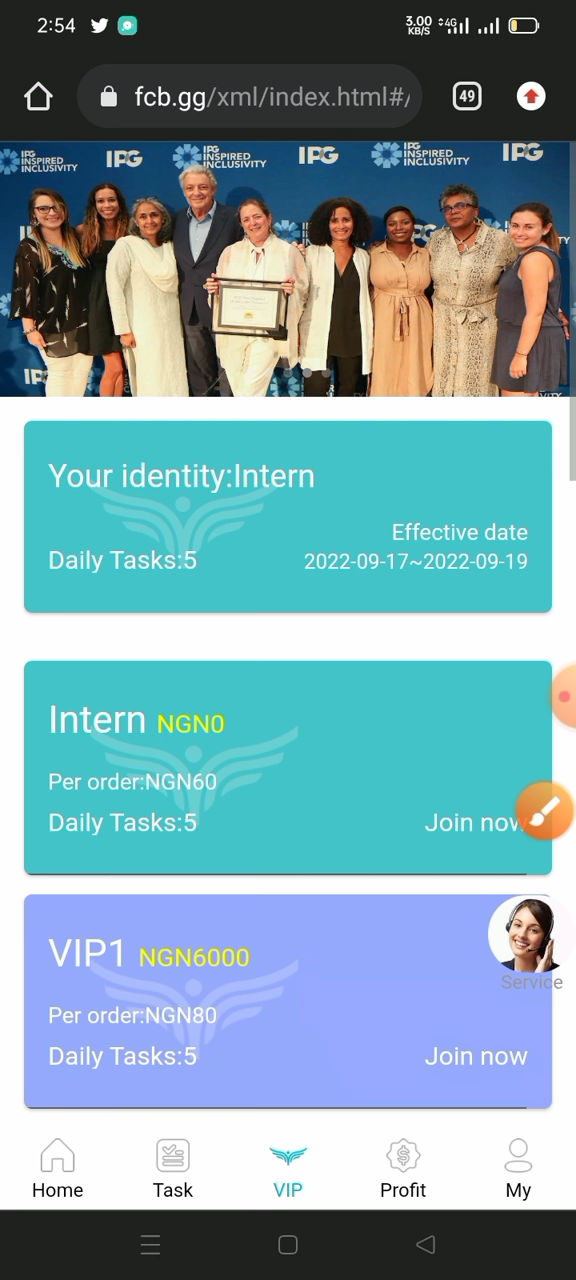 2:54
3.00
KB/S
4G
fcb.gg/xml/index.html#/
49
IPG
INSPIRED
INCLUSIVITY
IPG
IPG
INSPIRED
INCLUSIVITY
IPG
IPG
INSPIRED
INCLUSIVITY
IPG
Your identity:Intern
Effective date
Daily Tasks:5
2022-09-17~2022-09-19
Intern NGN0
Per order:NGN60
Daily Tasks:5
Join now
VIP1 NGN6000
Service
Per order:NGN80
Daily Tasks:5
Join now
Home
Task
VIP
Profit
My